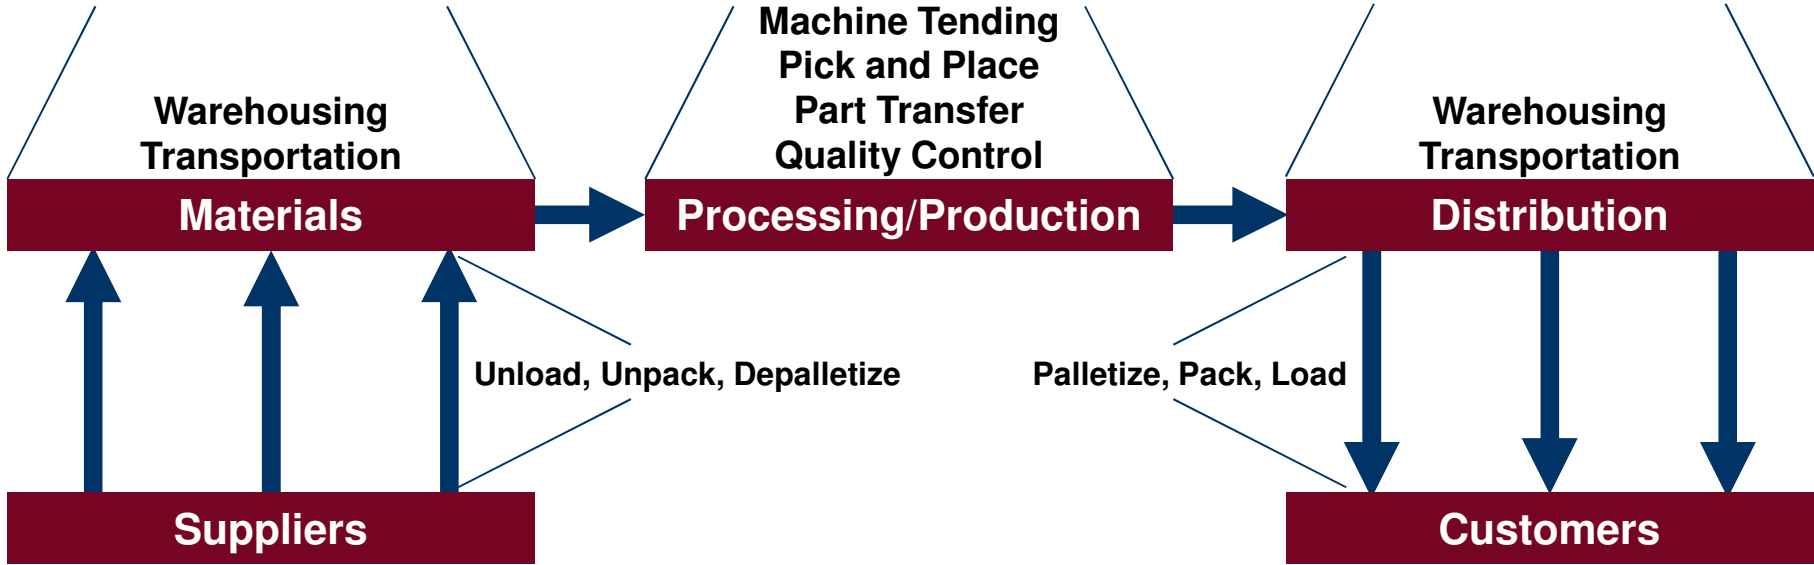 Warehousing
Transportation
Materials
Machine Tending
Pick and Place
Part Transfer
Quality Control
Processing/Production
Warehousing
Transportation
Distribution
Unload, Unpack, Depalletize
Palletize, Pack, Load
Suppliers
Customers